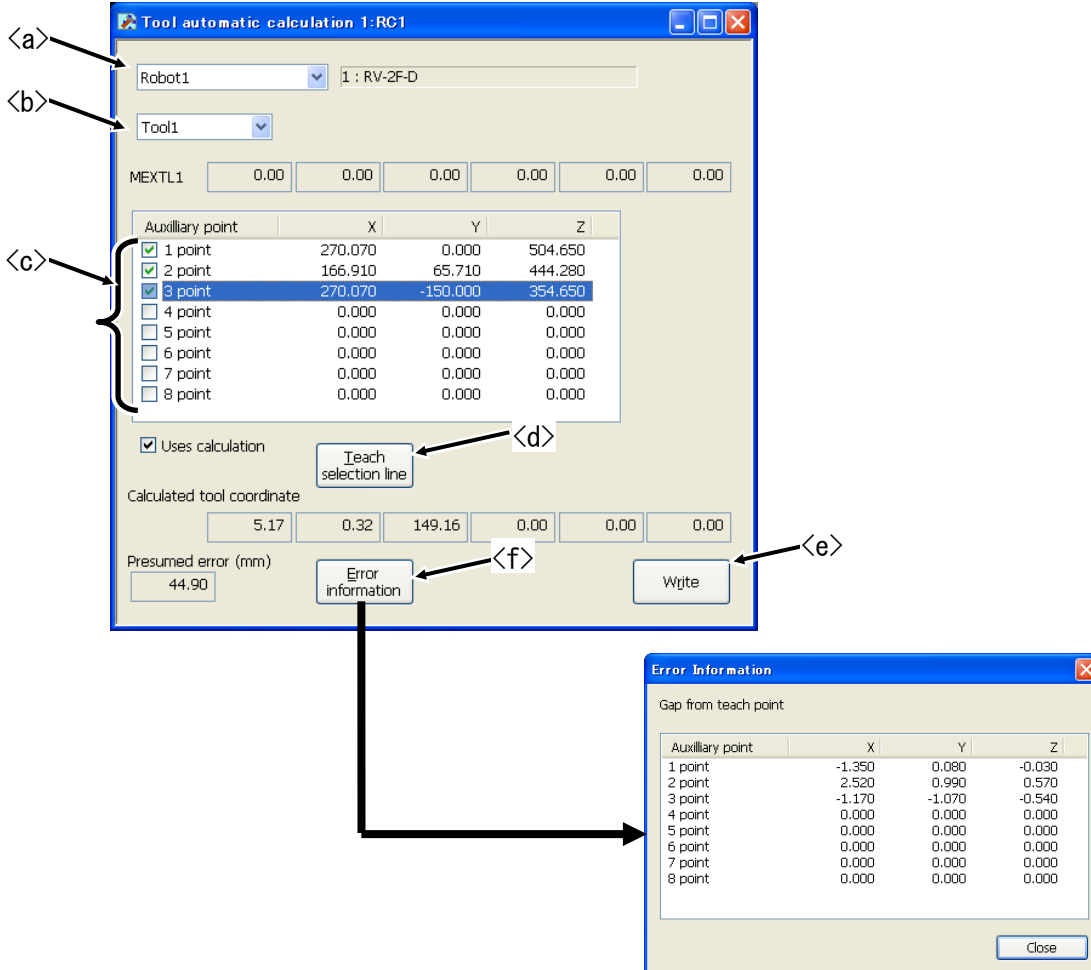 Tool automatic calculation 1:RC1
<a>
Robot1 1 : RV-2F-D
<b>
Tool1
MEXTL1 0.00 0.00 0.00 0.00 0.00 0.00
Auxilliary point X Y Z
<c>
1 point 270.070 0.000 504.650
2 point 166.910 65.710 444.280
3 point 270.070 -150.000 354.650
4 point 0.000 0.000 0.000
5 point 0.000 0.000 0.000
6 point 0.000 0.000 0.000
7 point 0.000 0.000 0.000
8 point 0.000 0.000 0.000
Uses calculation
Teach
selection line
<d>
Calculated tool coordinate
5.17 0.32 149.16 0.00 0.00 0.00
Presumed error (mm)
44.90
Error
information
<f>
Write
<e>
Error Information
Gap from teach point
Auxilliary point X Y Z
1 point -1.350 0.080 -0.030
2 point 2.520 0.990 0.570
3 point -1.170 -1.070 -0.540
4 point 0.000 0.000 0.000
5 point 0.000 0.000 0.000
6 point 0.000 0.000 0.000
7 point 0.000 0.000 0.000
8 point 0.000 0.000 0.000
Close